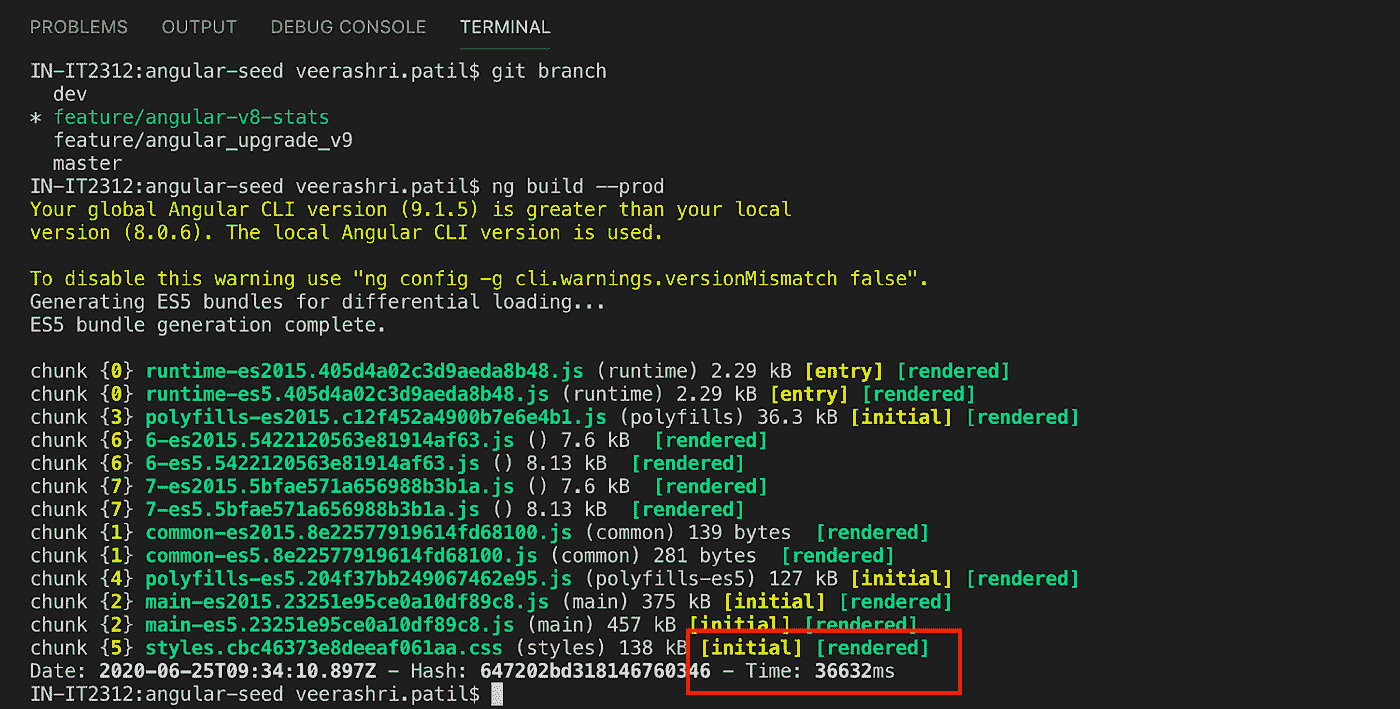 PROBLEMS OUTPUT DEBUG CONSOLE TERMINAL
IN-IT2312:angular-seed veerashri.patil$ git branch
dev
* feature/angular-v8-stats
feature/angular_upgrade_v9
master
IN-IT2312:angular-seed veerashri.patil$ ng build --prod
Your global Angular CLI version (9.1.5) is greater than your local
version (8.0.6). The local Angular CLI version is used.
To disable this warning use "ng config -g cli.warnings.versionMismatch false".
Generating ES5 bundles for differential loading...
ES5 bundle generation complete.
chunk {0} runtime-es2015.405d4a02c3d9aeda8b48.js (runtime) 2.29 kB [entry] [rendered]
chunk {0} runtime-es5.405d4a02c3d9aeda8b48.js (runtime) 2.29 kB [entry] [rendered]
chunk {3} polyfills-es2015.c12f452a4900b7e6e4b1.js (polyfills) 36.3 kB [initial] [rendered]
chunk {6} 6-es2015.5422120563e81914af63.js () 7.6 kB [rendered]
chunk {6} 6-es5.5422120563e81914af63.js () 8.13 kB [rendered]
chunk {7} 7-es2015.5bfae571a656988b3b1a.js () 7.6 kB [rendered]
chunk {7} 7-es5.5bfae571a656988b3b1a.js () 8.13 kB [rendered]
chunk {1} common-es2015.8e22577919614fd68100.js (common) 139 bytes [rendered]
chunk {1} common-es5.8e22577919614fd68100.js (common) 281 bytes [rendered]
chunk {4} polyfills-es5.204f37bb249067462e95.js (polyfills-es5) 127 kB [initial] [rendered]
chunk {2} main-es2015.23251e95ce0a10df89c8.js (main) 375 kB [initial] [rendered]
chunk {2} main-es5.23251e95ce0a10df89c8.js (main) 457 kB [initial] [rendered]
chunk {5} styles.cbc46373e8deeaf061aa.css (styles) 138 kB [initial] [rendered]
Date: 2020-06-25T09:34:10.897Z - Hash: 647202bd318146760346 - Time: 36632ms
IN-IT2312:angular-seed veerashri.patil$